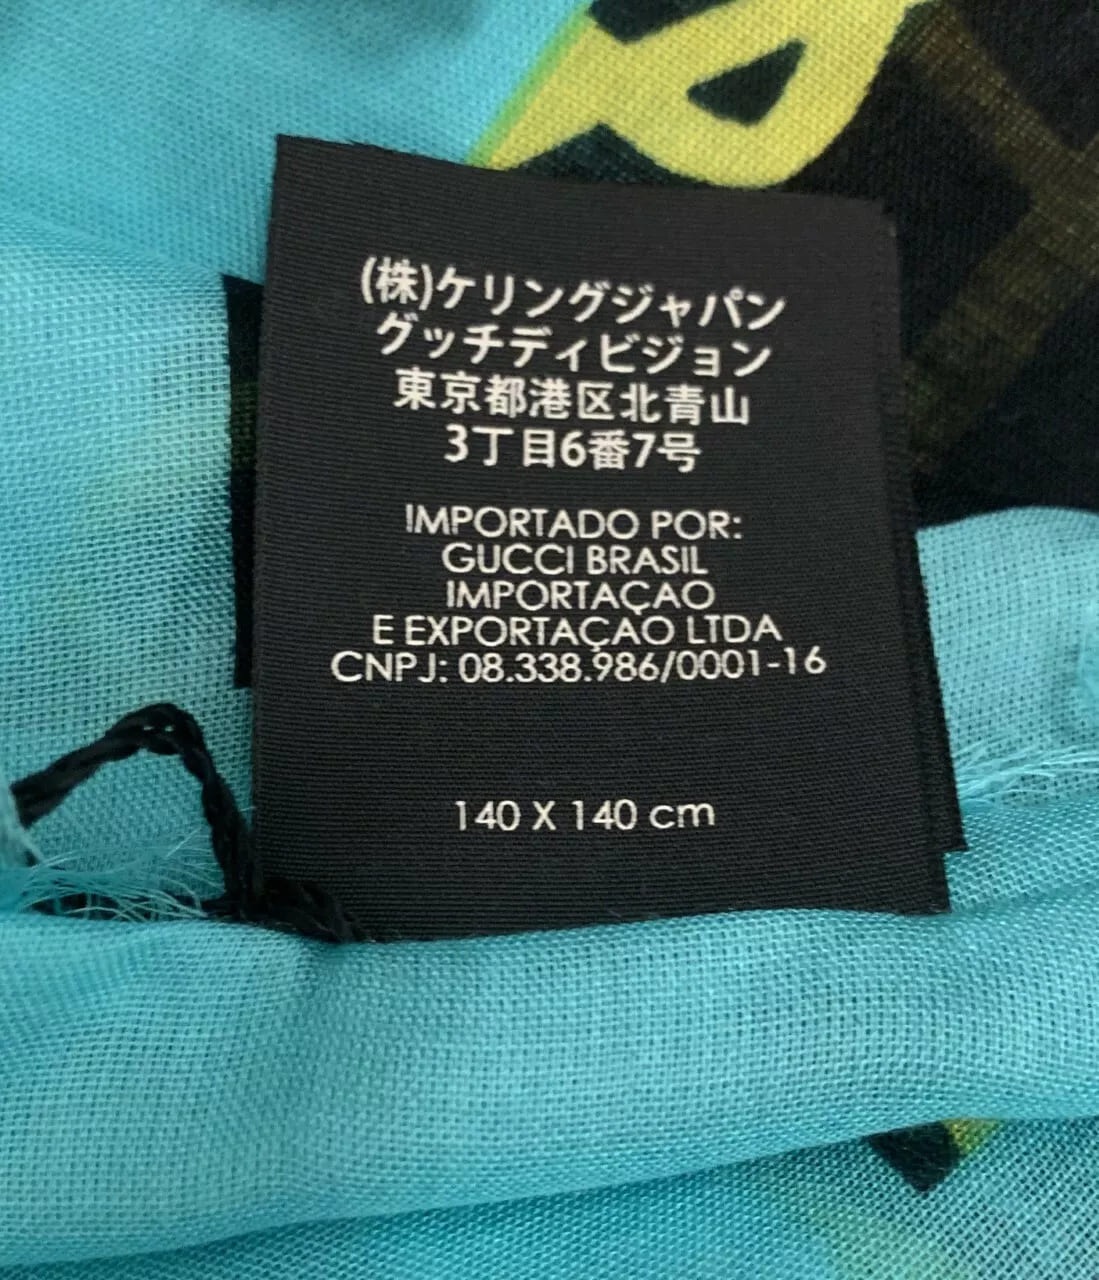 (株)ケリングジャパン
グッチディビジョン
東京都港区北青山
3丁目6番7号
IMPORTADO POR:
GUCCI BRASIL
IMPORTAÇAO
E EXPORTAÇAO LTDA
CNPJ: 08.338.986/0001-16
140 X 140 cm